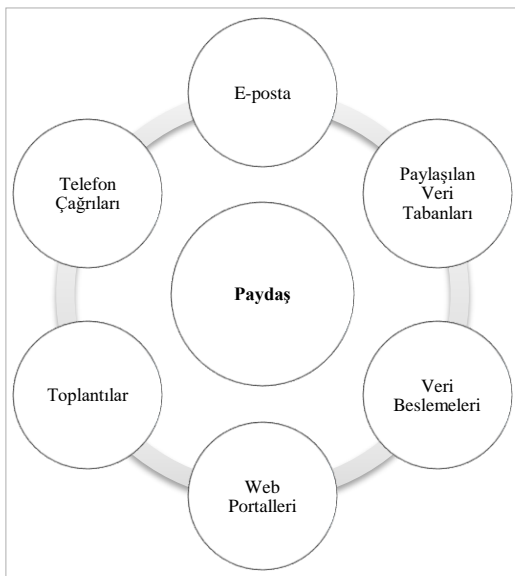 E-posta
Paylaşılan
Veri
Tabanları
Veri
Beslemeleri
Web
Portalleri
Toplantılar
Telefon
Çağrıları
Paydaş